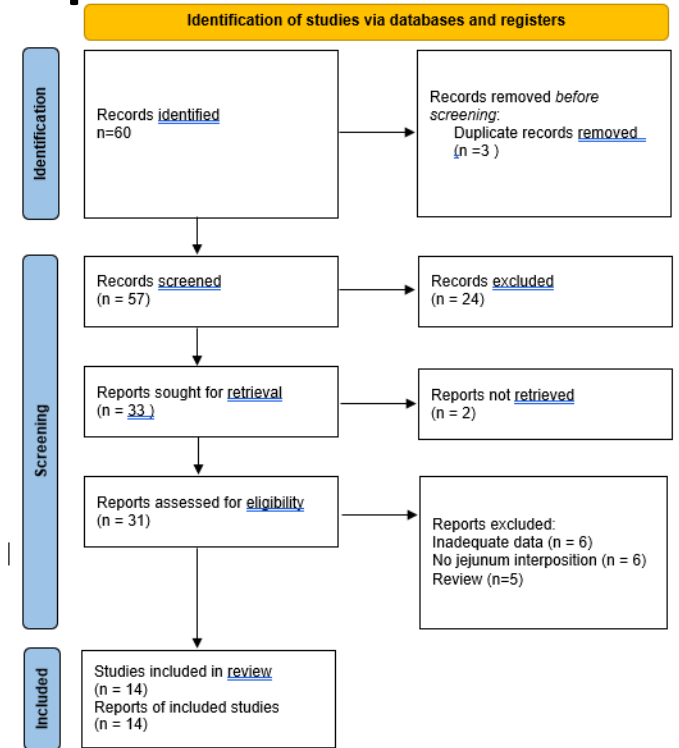 Identification of studies via databases and registers
Identification
Records identified
n=60
Records removed before
screening:
Duplicate records removed
(n =3 )
Screening
Records screened
(n = 57)
Records excluded
(n = 24)
Reports sought for retrieval
(n = 33 )
Reports not retrieved
(n = 2)
Reports assessed for eligibility
(n = 31)
Reports excluded:
Inadequate data (n = 6)
No jejunum interposition (n = 6)
Review (n=5)
Included
Studies included in review
(n = 14)
Reports of included studies
(n = 14)